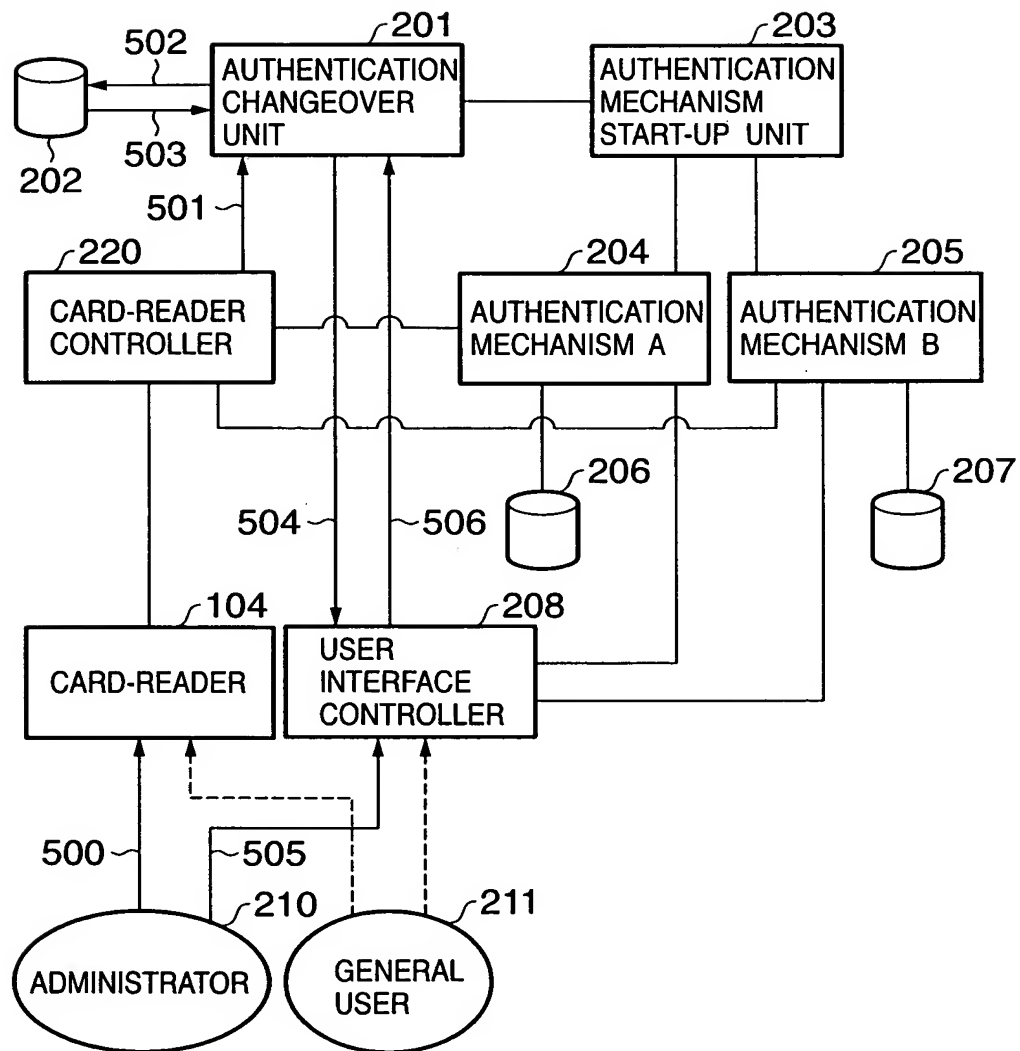 201
203
502
AUTHENTICATION
CHANGEOVER
UNIT
AUTHENTICATION
MECHANISM
START-UP UNIT
503
202
501
220
204
205
CARD-READER
CONTROLLER
AUTHENTICATION
MECHANISM A
AUTHENTICATION
MECHANISM B
206
207
504
506
104
208
CARD-READER
USER
INTERFACE
CONTROLLER
500
505
210
211
ADMINISTRATOR
GENERAL
USER